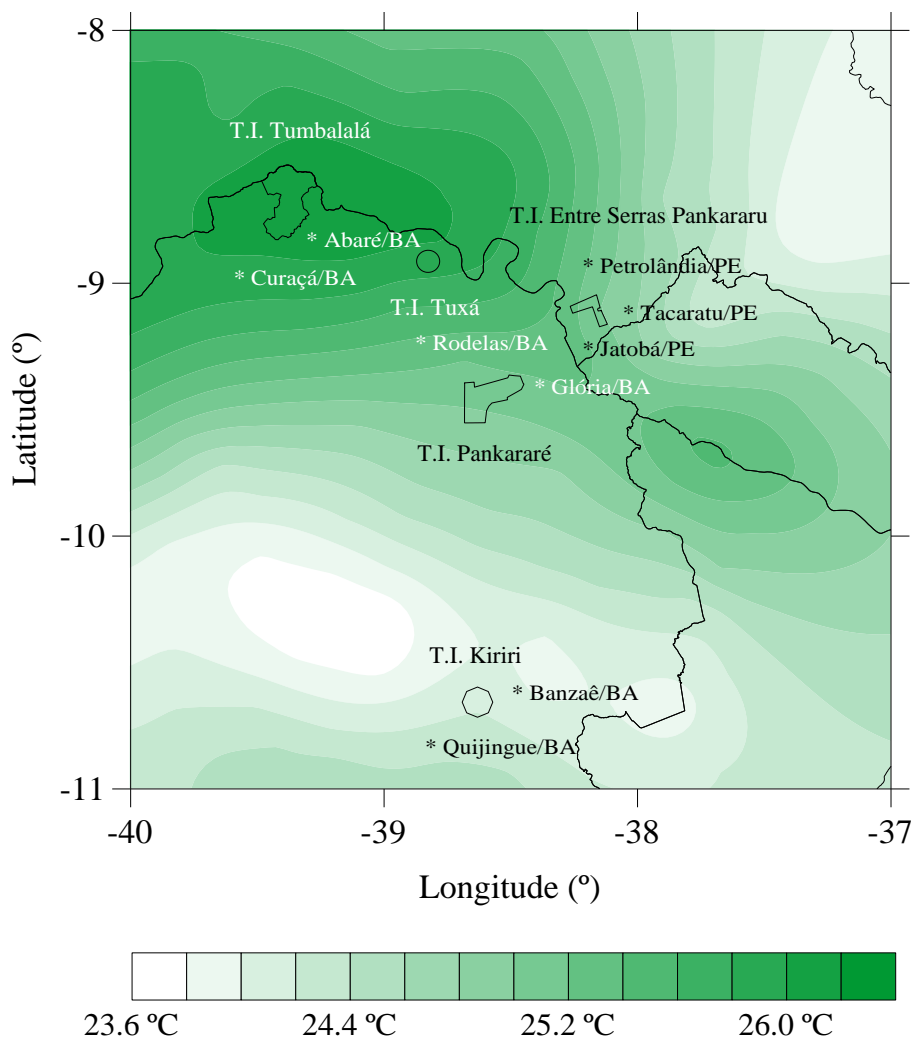 -8
T.I. Tumbalalá
T.I. Entre Serras Pankararu
* Abaré/BA
* Petrolândia/PE
* Curaçá/BA
-9
T.I. Tuxá
* Tacaratu/PE
* Rodelas/BA
* Jatobá/PE
* Glória/BA
T.I. Pankararé
Latitude (º)
-10
T.I. Kiriri
* Banzaê/BA
* Quijingue/BA
-11
-40 -39 -38 -37
Longitude (º)
23.6 ºC 24.4 ºC 25.2 ºC 26.0 ºC